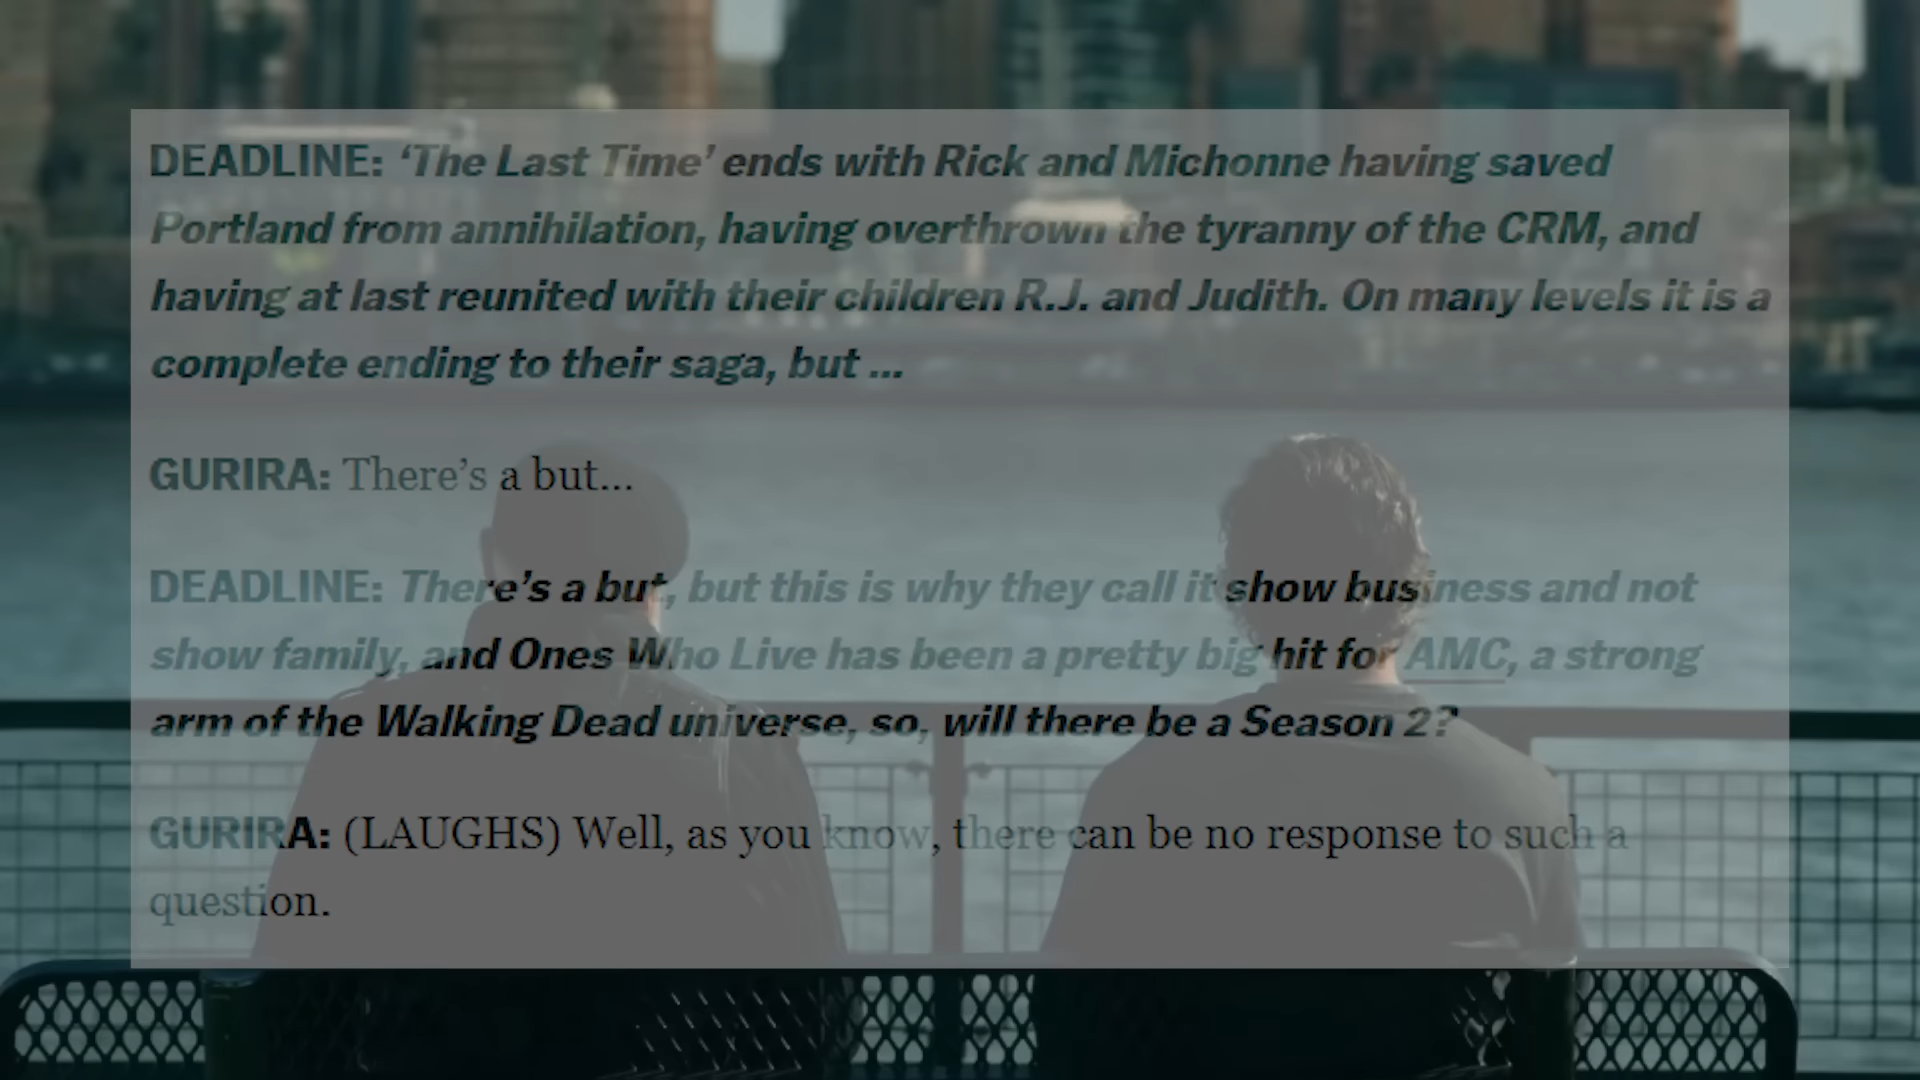 DEADLINE: ‘The Last Time’ ends with Rick and Michonne having saved
Portland from annihilation, having overthrown the tyranny of the CRM, and
having at last reunited with their children R.J. and Judith. On many levels it is a
complete ending to their saga, but ...
GURIRA: There’s a but…
DEADLINE: There’s a but, but this is why they call it show business and not
show family, and Ones Who Live has been a pretty big hit for AMC, a strong
arm of the Walking Dead universe, so, will there be a Season 2?
GURIRA: (LAUGHS) Well, as you know, there can be no response to such a
question.